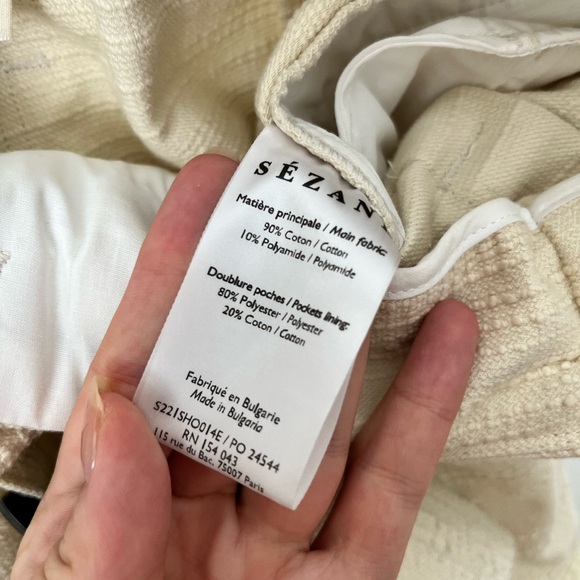 SÉZAN
Matière principale / Main fabric:
90% Coton / Cotton
10% Polyamide / Polyamide
Doublure poches / Pockets lining:
80% Polyester / Polyester
20% Coton / Cotton
Fabriqué en Bulgarie
Made in Bulgaria
S221SHO014E / PO 24544
RN 154 043
115 rue du Bac, 75007 Paris